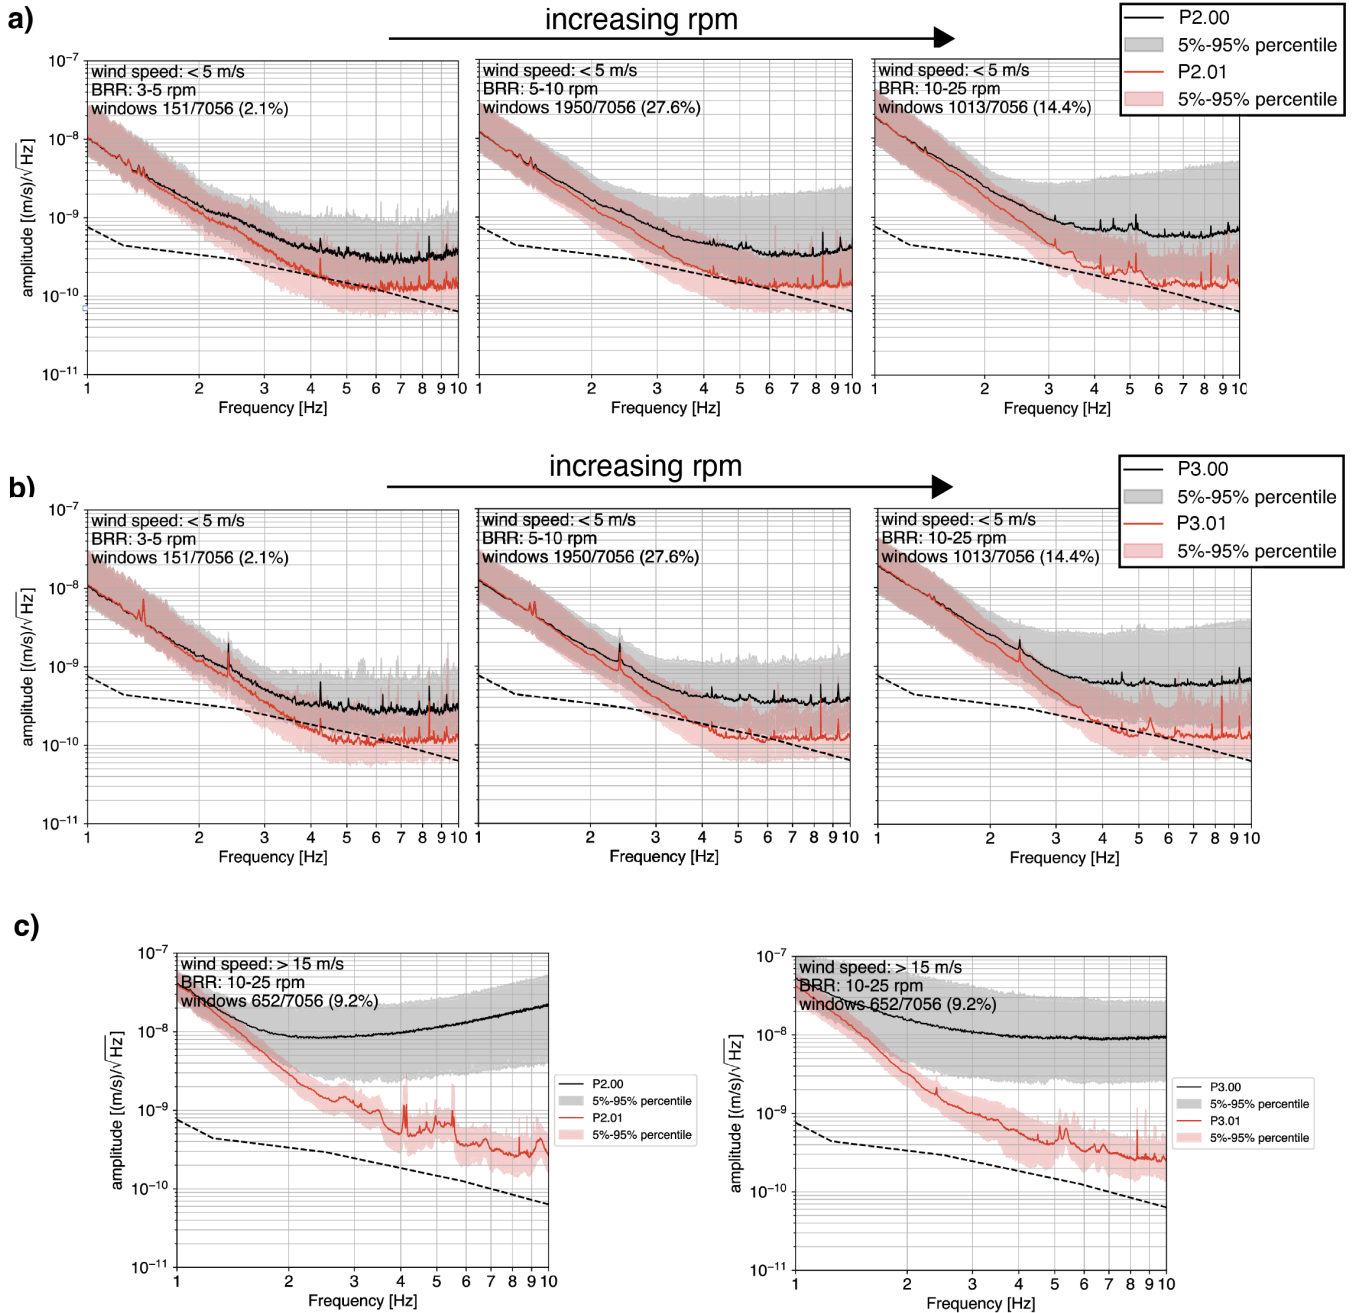 a)
increasing rpm
P2.00
5%-95% percentile
P2.01
5%-95% percentile
wind speed: < 5 m/s
BRR: 3-5 rpm
windows 151/7056 (2.1%)
wind speed: < 5 m/s
BRR: 5-10 rpm
windows 1950/7056 (27.6%)
wind speed: < 5 m/s
BRR: 10-25 rpm
windows 1013/7056 (14.4%)
amplitude [(m/s)/√Hz]
10⁻⁷
10⁻⁸
10⁻⁹
10⁻¹⁰
10⁻¹¹
1 2 3 4 5 6 7 8 9 10
1 2 3 4 5 6 7 8 9 10
1 2 3 4 5 6 7 8 9 10
Frequency [Hz]
Frequency [Hz]
Frequency [Hz]
b)
increasing rpm
P3.00
5%-95% percentile
P3.01
5%-95% percentile
wind speed: < 5 m/s
BRR: 3-5 rpm
windows 151/7056 (2.1%)
wind speed: < 5 m/s
BRR: 5-10 rpm
windows 1950/7056 (27.6%)
wind speed: < 5 m/s
BRR: 10-25 rpm
windows 1013/7056 (14.4%)
amplitude [(m/s)/√Hz]
10⁻⁷
10⁻⁸
10⁻⁹
10⁻¹⁰
10⁻¹¹
1 2 3 4 5 6 7 8 9 10
1 2 3 4 5 6 7 8 9 10
1 2 3 4 5 6 7 8 9 10
Frequency [Hz]
Frequency [Hz]
Frequency [Hz]
c)
wind speed: > 15 m/s
BRR: 10-25 rpm
windows 652/7056 (9.2%)
amplitude [(m/s)/√Hz]
10⁻⁷
10⁻⁸
10⁻⁹
10⁻¹⁰
10⁻¹¹
1 2 3 4 5 6 7 8 9 10
Frequency [Hz]
P2.00
5%-95% percentile
P2.01
5%-95% percentile
wind speed: > 15 m/s
BRR: 10-25 rpm
windows 652/7056 (9.2%)
amplitude [(m/s)/√Hz]
10⁻⁷
10⁻⁸
10⁻⁹
10⁻¹⁰
10⁻¹¹
1 2 3 4 5 6 7 8 9 10
Frequency [Hz]
P3.00
5%-95% percentile
P3.01
5%-95% percentile